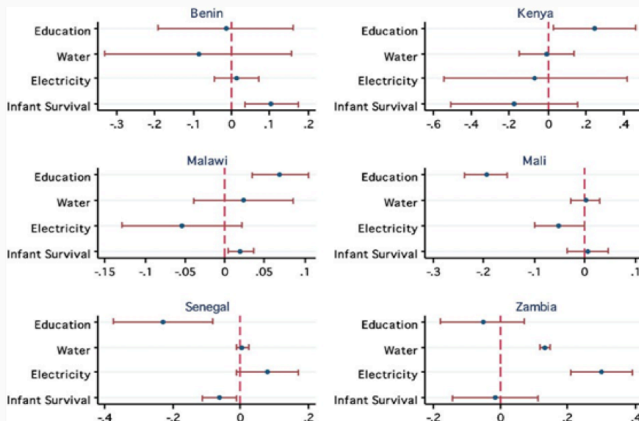 Benin
Education
Water
Electricity
Infant Survival
-.3 -.2 -.1 0 .1 .2
Kenya
Education
Water
Electricity
Infant Survival
-.6 -.4 -.2 0 .2 .4
Malawi
Education
Water
Electricity
Infant Survival
-.15 -.1 -.05 0 .05 .1
Mali
Education
Water
Electricity
Infant Survival
-.3 -.2 -.1 0 .1
Senegal
Education
Water
Electricity
Infant Survival
-.4 -.2 0 .2
Zambia
Education
Water
Electricity
Infant Survival
-.2 0 .2 .4